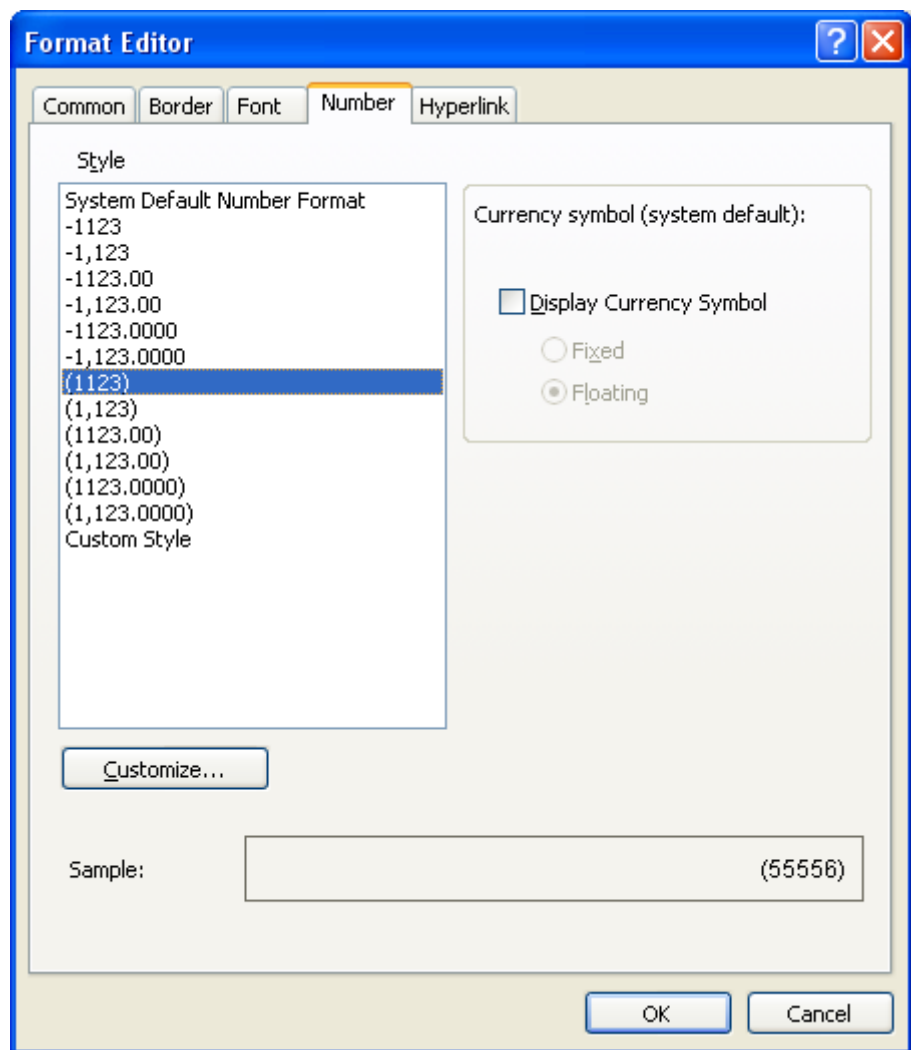 Format Editor
Common Border Font Number Hyperlink
Style
System Default Number Format
-1123
-1,123
-1123.00
-1,123.00
-1123.0000
-1,123.0000
(1123)
(1,123)
(1123.00)
(1,123.00)
(1123.0000)
(1,123.0000)
Custom Style
Currency symbol (system default):
Display Currency Symbol
Fixed
Floating
Customize...
Sample:
(55556)
OK Cancel